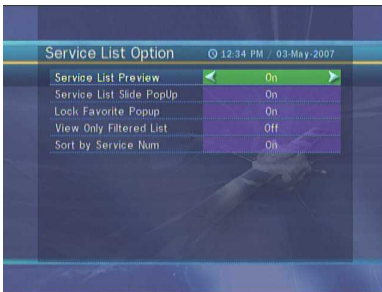 Service List Option 12:34 PM / 03-May-2007
Service List Preview On
Service List Slide PopUp On
Lock Favorite Popup On
View Only Filtered List Off
Sort by Service Num On